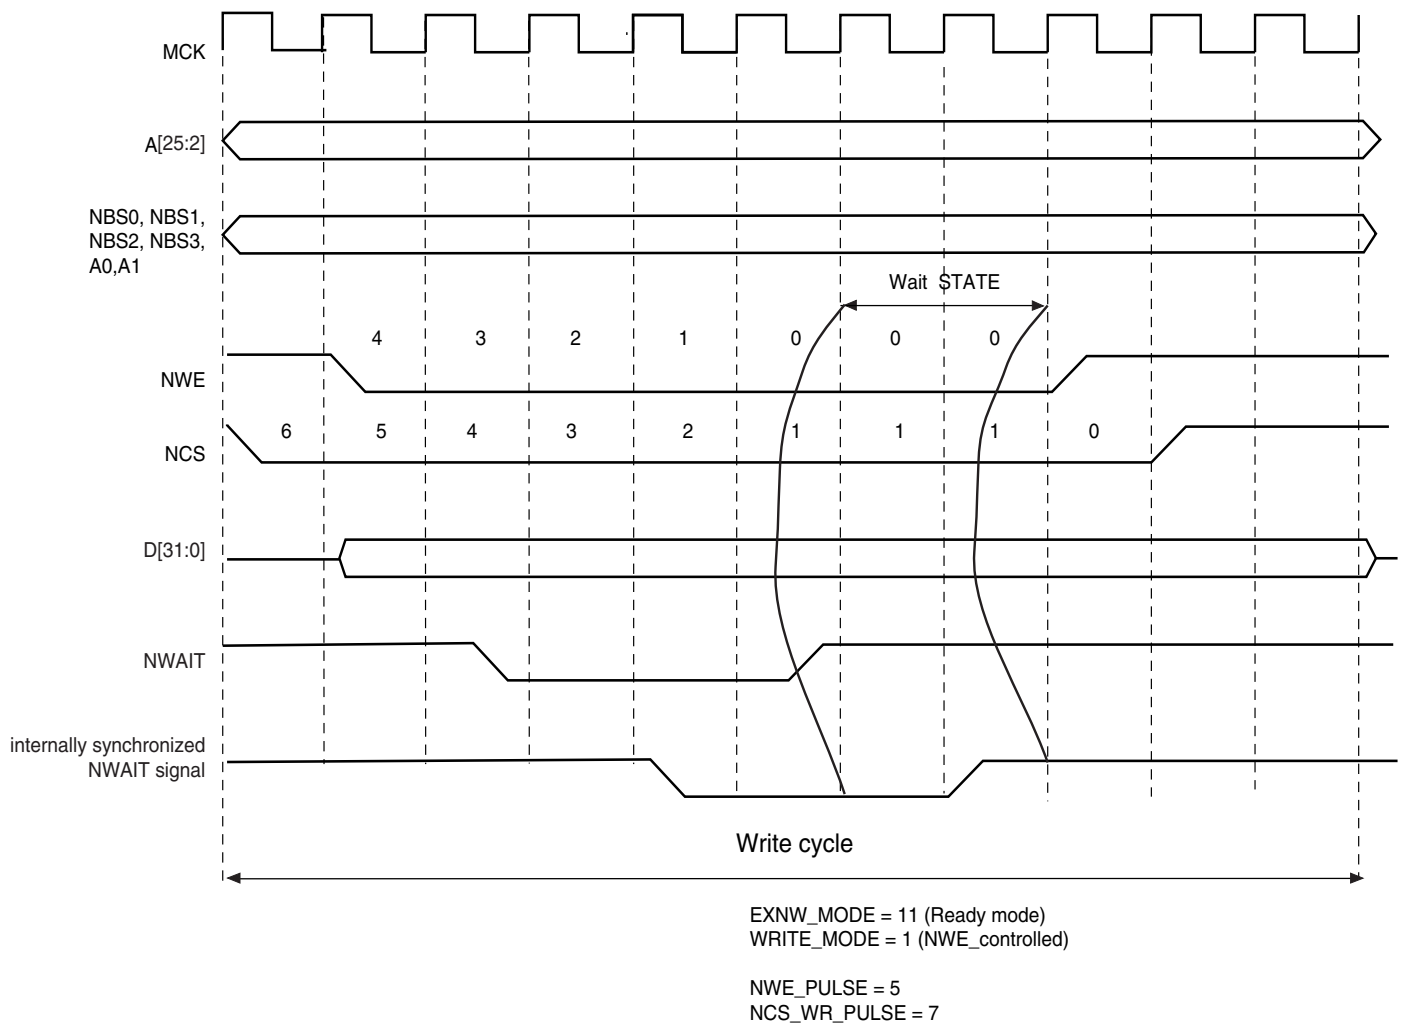 MCK
A[25:2]
NBS0, NBS1,
NBS2, NBS3,
A0,A1
Wait STATE
4 3 2 1 0 0 0
NWE
6 5 4 3 2 1 1 1 0
NCS
D[31:0]
NWAIT
internally synchronized
NWAIT signal
Write cycle
EXNW_MODE = 11 (Ready mode)
WRITE_MODE = 1 (NWE_controlled)
NWE_PULSE = 5
NCS_WR_PULSE = 7